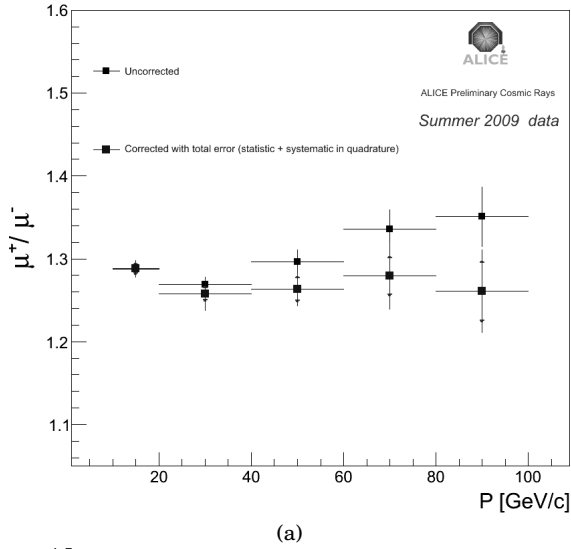 1.6
ALICE
Uncorrected
1.5
ALICE Preliminary Cosmic Rays
Summer 2009 data
Corrected with total error (statistic + systematic in quadrature)
1.4
μ⁺/ μ⁻
1.3
1.2
1.1
20 40 60 80 100
P [GeV/c]
(a)